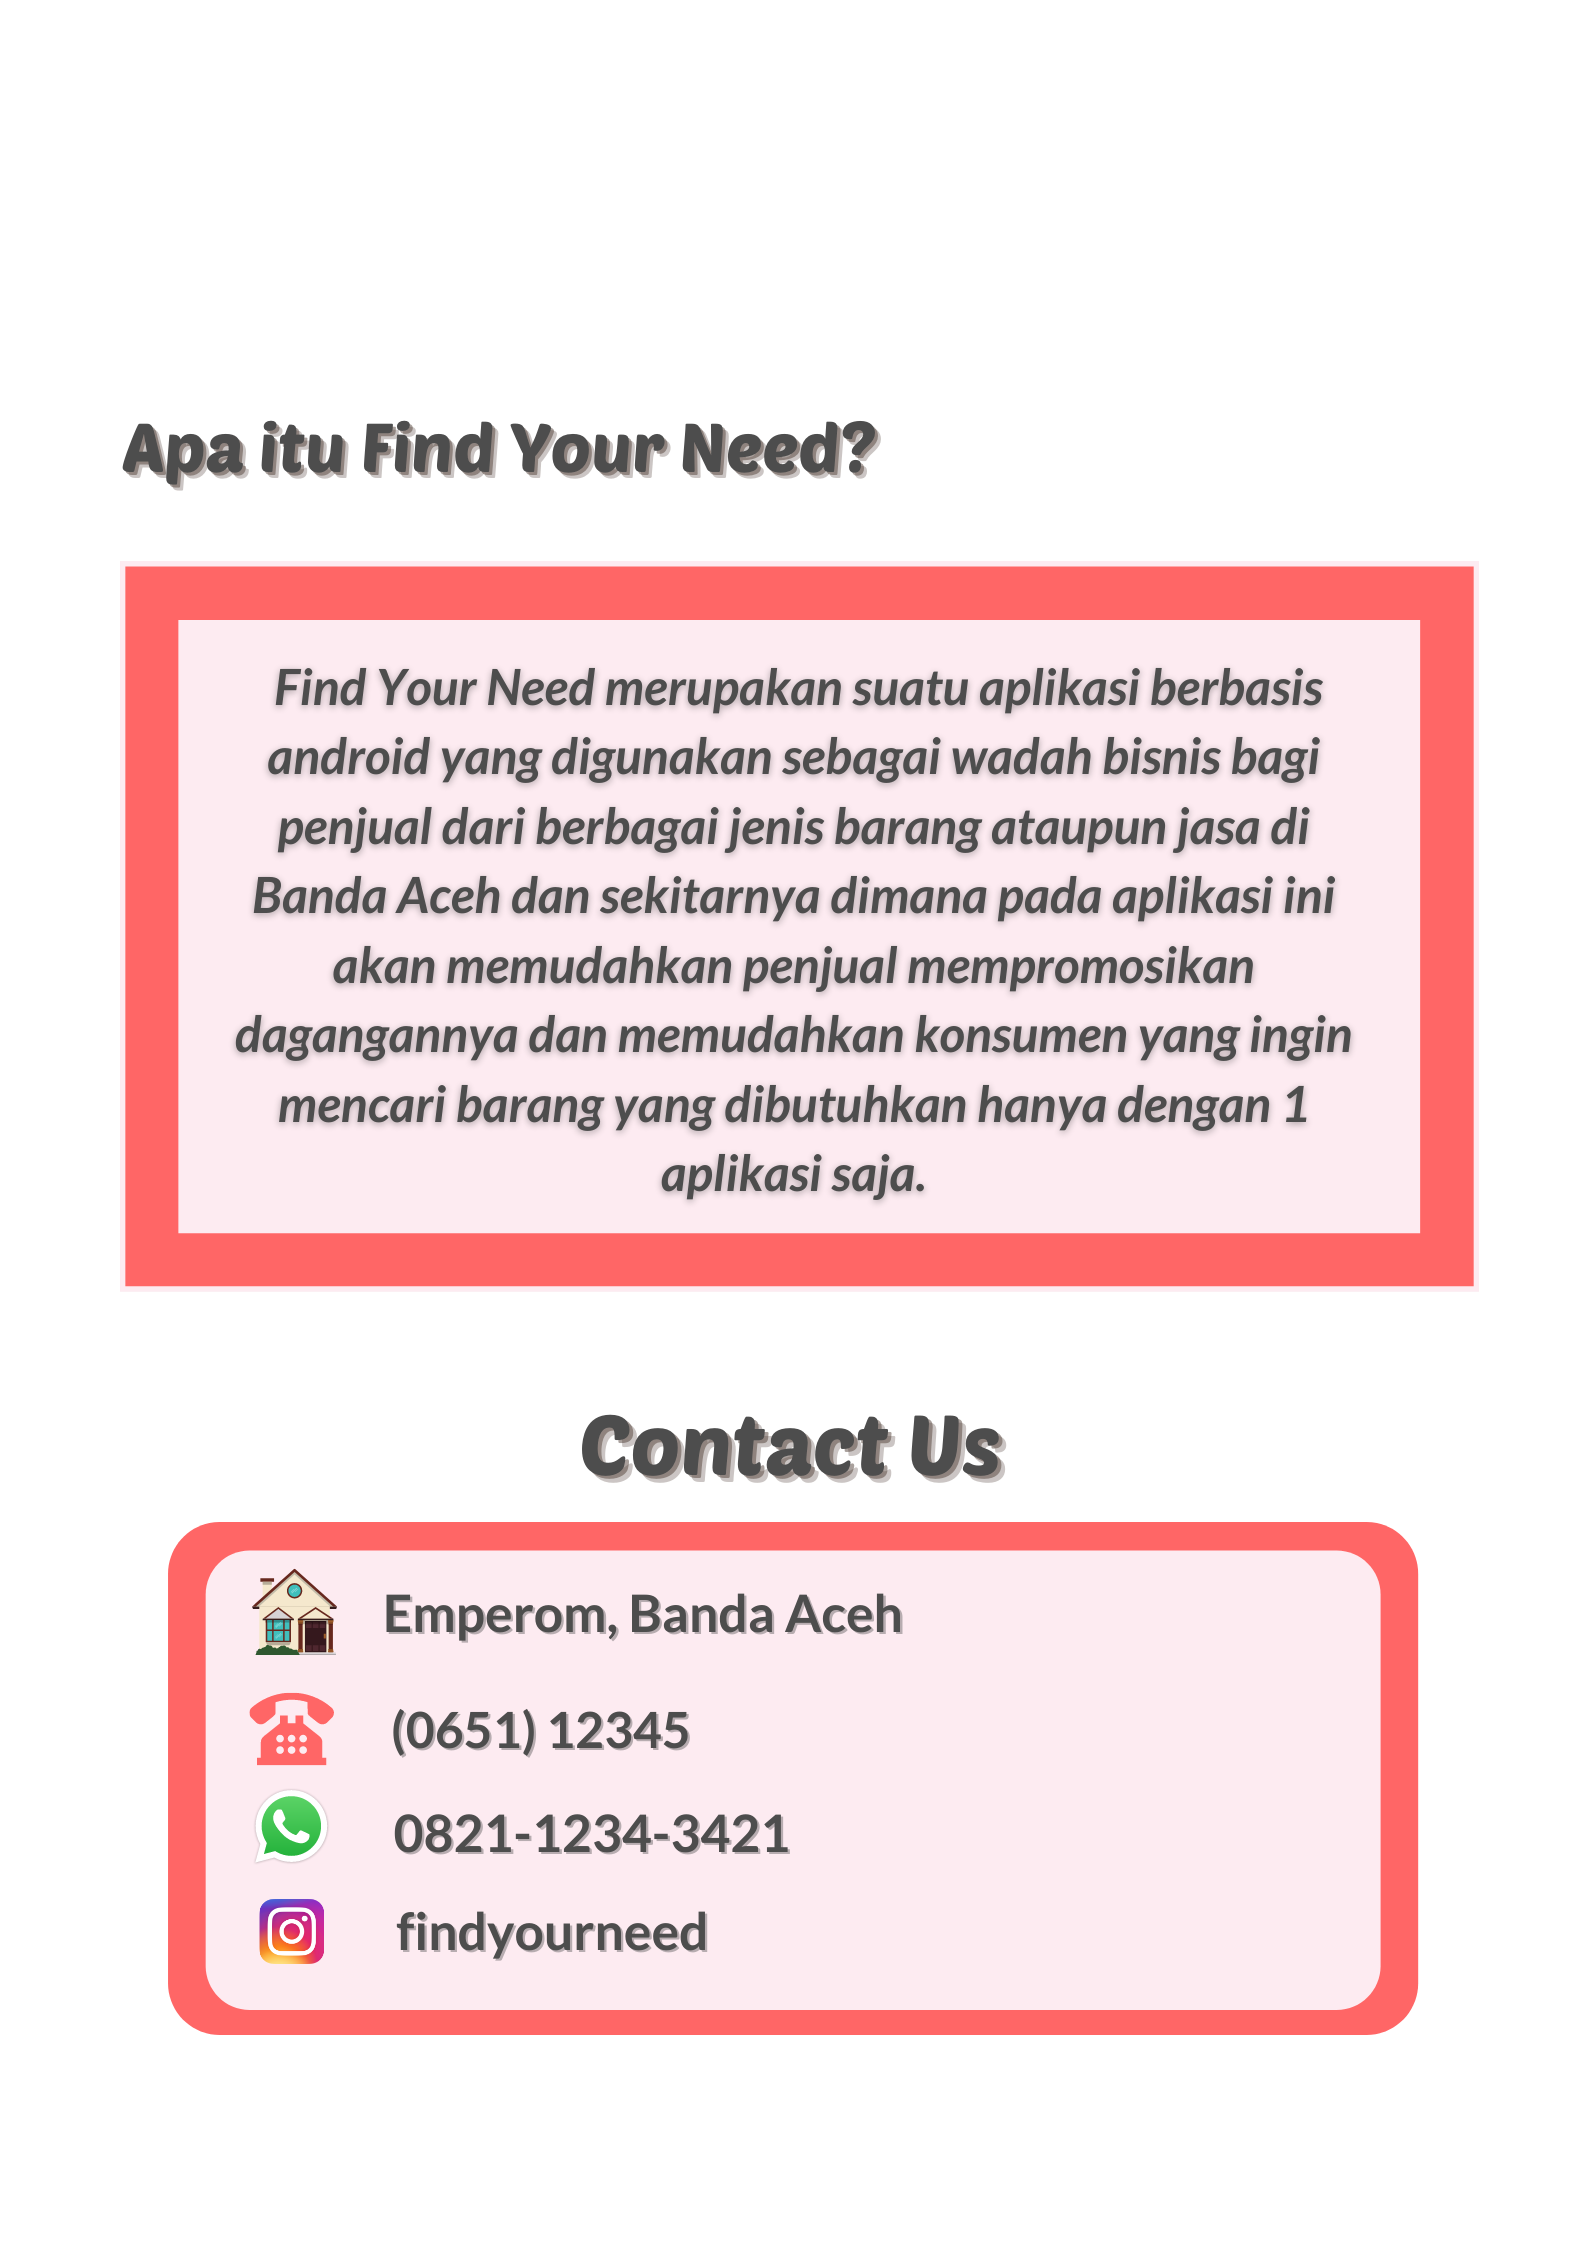 Apa itu Find Your Need?
Find Your Need merupakan suatu aplikasi berbasis
android yang digunakan sebagai wadah bisnis bagi
penjual dari berbagai jenis barang ataupun jasa di
Banda Aceh dan sekitarnya dimana pada aplikasi ini
akan memudahkan penjual mempromosikan
dagangannya dan memudahkan konsumen yang ingin
mencari barang yang dibutuhkan hanya dengan 1
aplikasi saja.
Contact Us
Emperom, Banda Aceh
(0651) 12345
0821-1234-3421
findyourneed